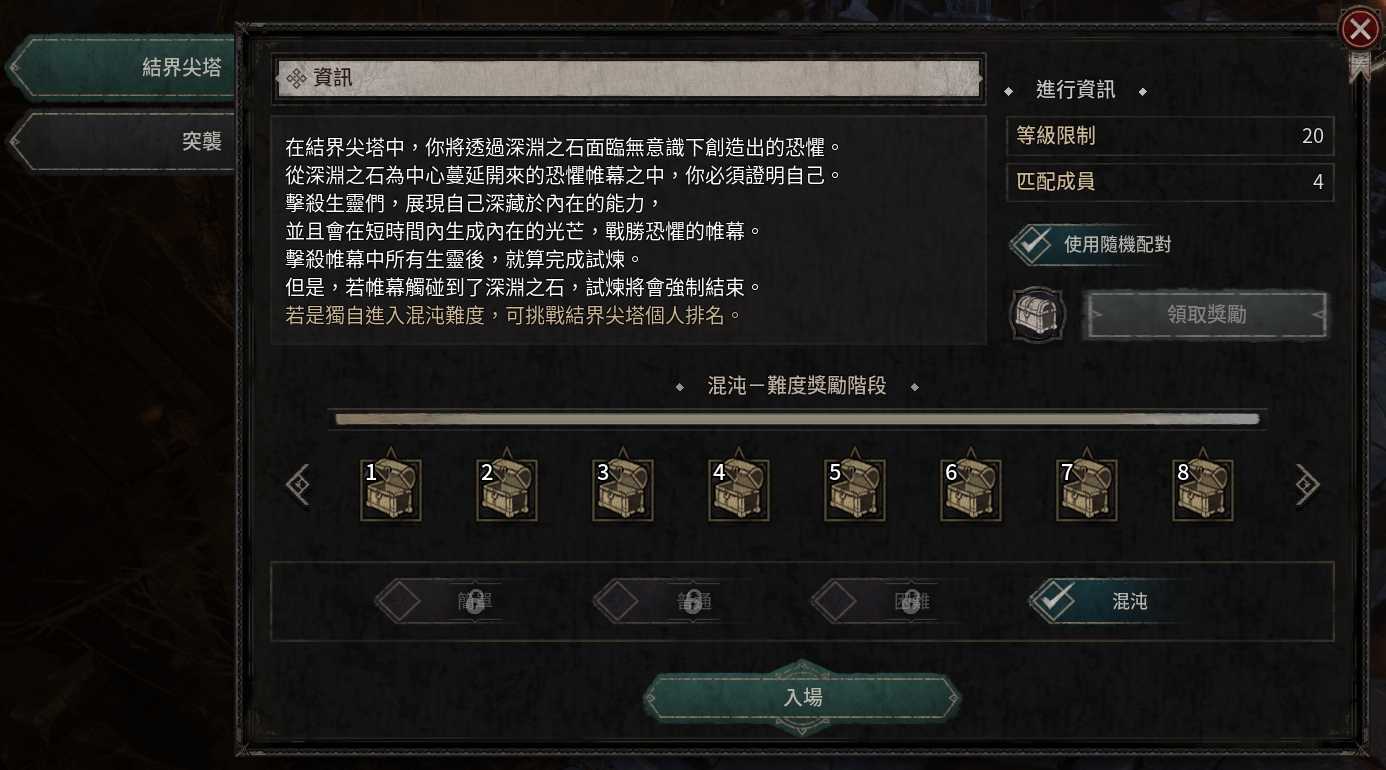 結界尖塔
突襲
資訊
在結界尖塔中，你將透過深淵之石面臨無意識下創造出的恐懼。
從深淵之石為中心蔓延開來的恐懼帷幕之中，你必須證明自己。
擊殺生靈們，展現自己深藏於內在的能力，
並且會在短時間內生成內在的光芒，戰勝恐懼的帷幕。
擊殺帷幕中所有生靈後，就算完成試煉。
但是，若帷幕觸碰到了深淵之石，試煉將會強制結束。
若是獨自進入混沌難度，可挑戰結界尖塔個人排名。
進行資訊
等級限制 20
匹配成員 4
使用隨機配對
領取獎勵
混沌－難度獎勵階段
1 2 3 4 5 6 7 8
簡單 普通 困難 混沌
入場